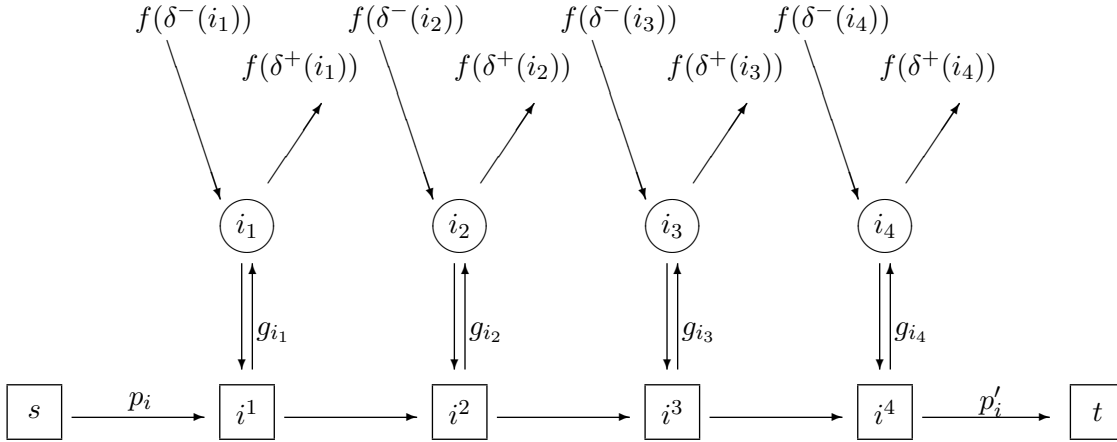 f(δ⁻(i₁)) f(δ⁻(i₂)) f(δ⁻(i₃)) f(δ⁻(i₄))
f(δ⁺(i₁)) f(δ⁺(i₂)) f(δ⁺(i₃)) f(δ⁺(i₄))
i₁ i₂ i₃ i₄
g_{i₁} g_{i₂} g_{i₃} g_{i₄}
s p_i i¹ i² i³ i⁴ p'_i t